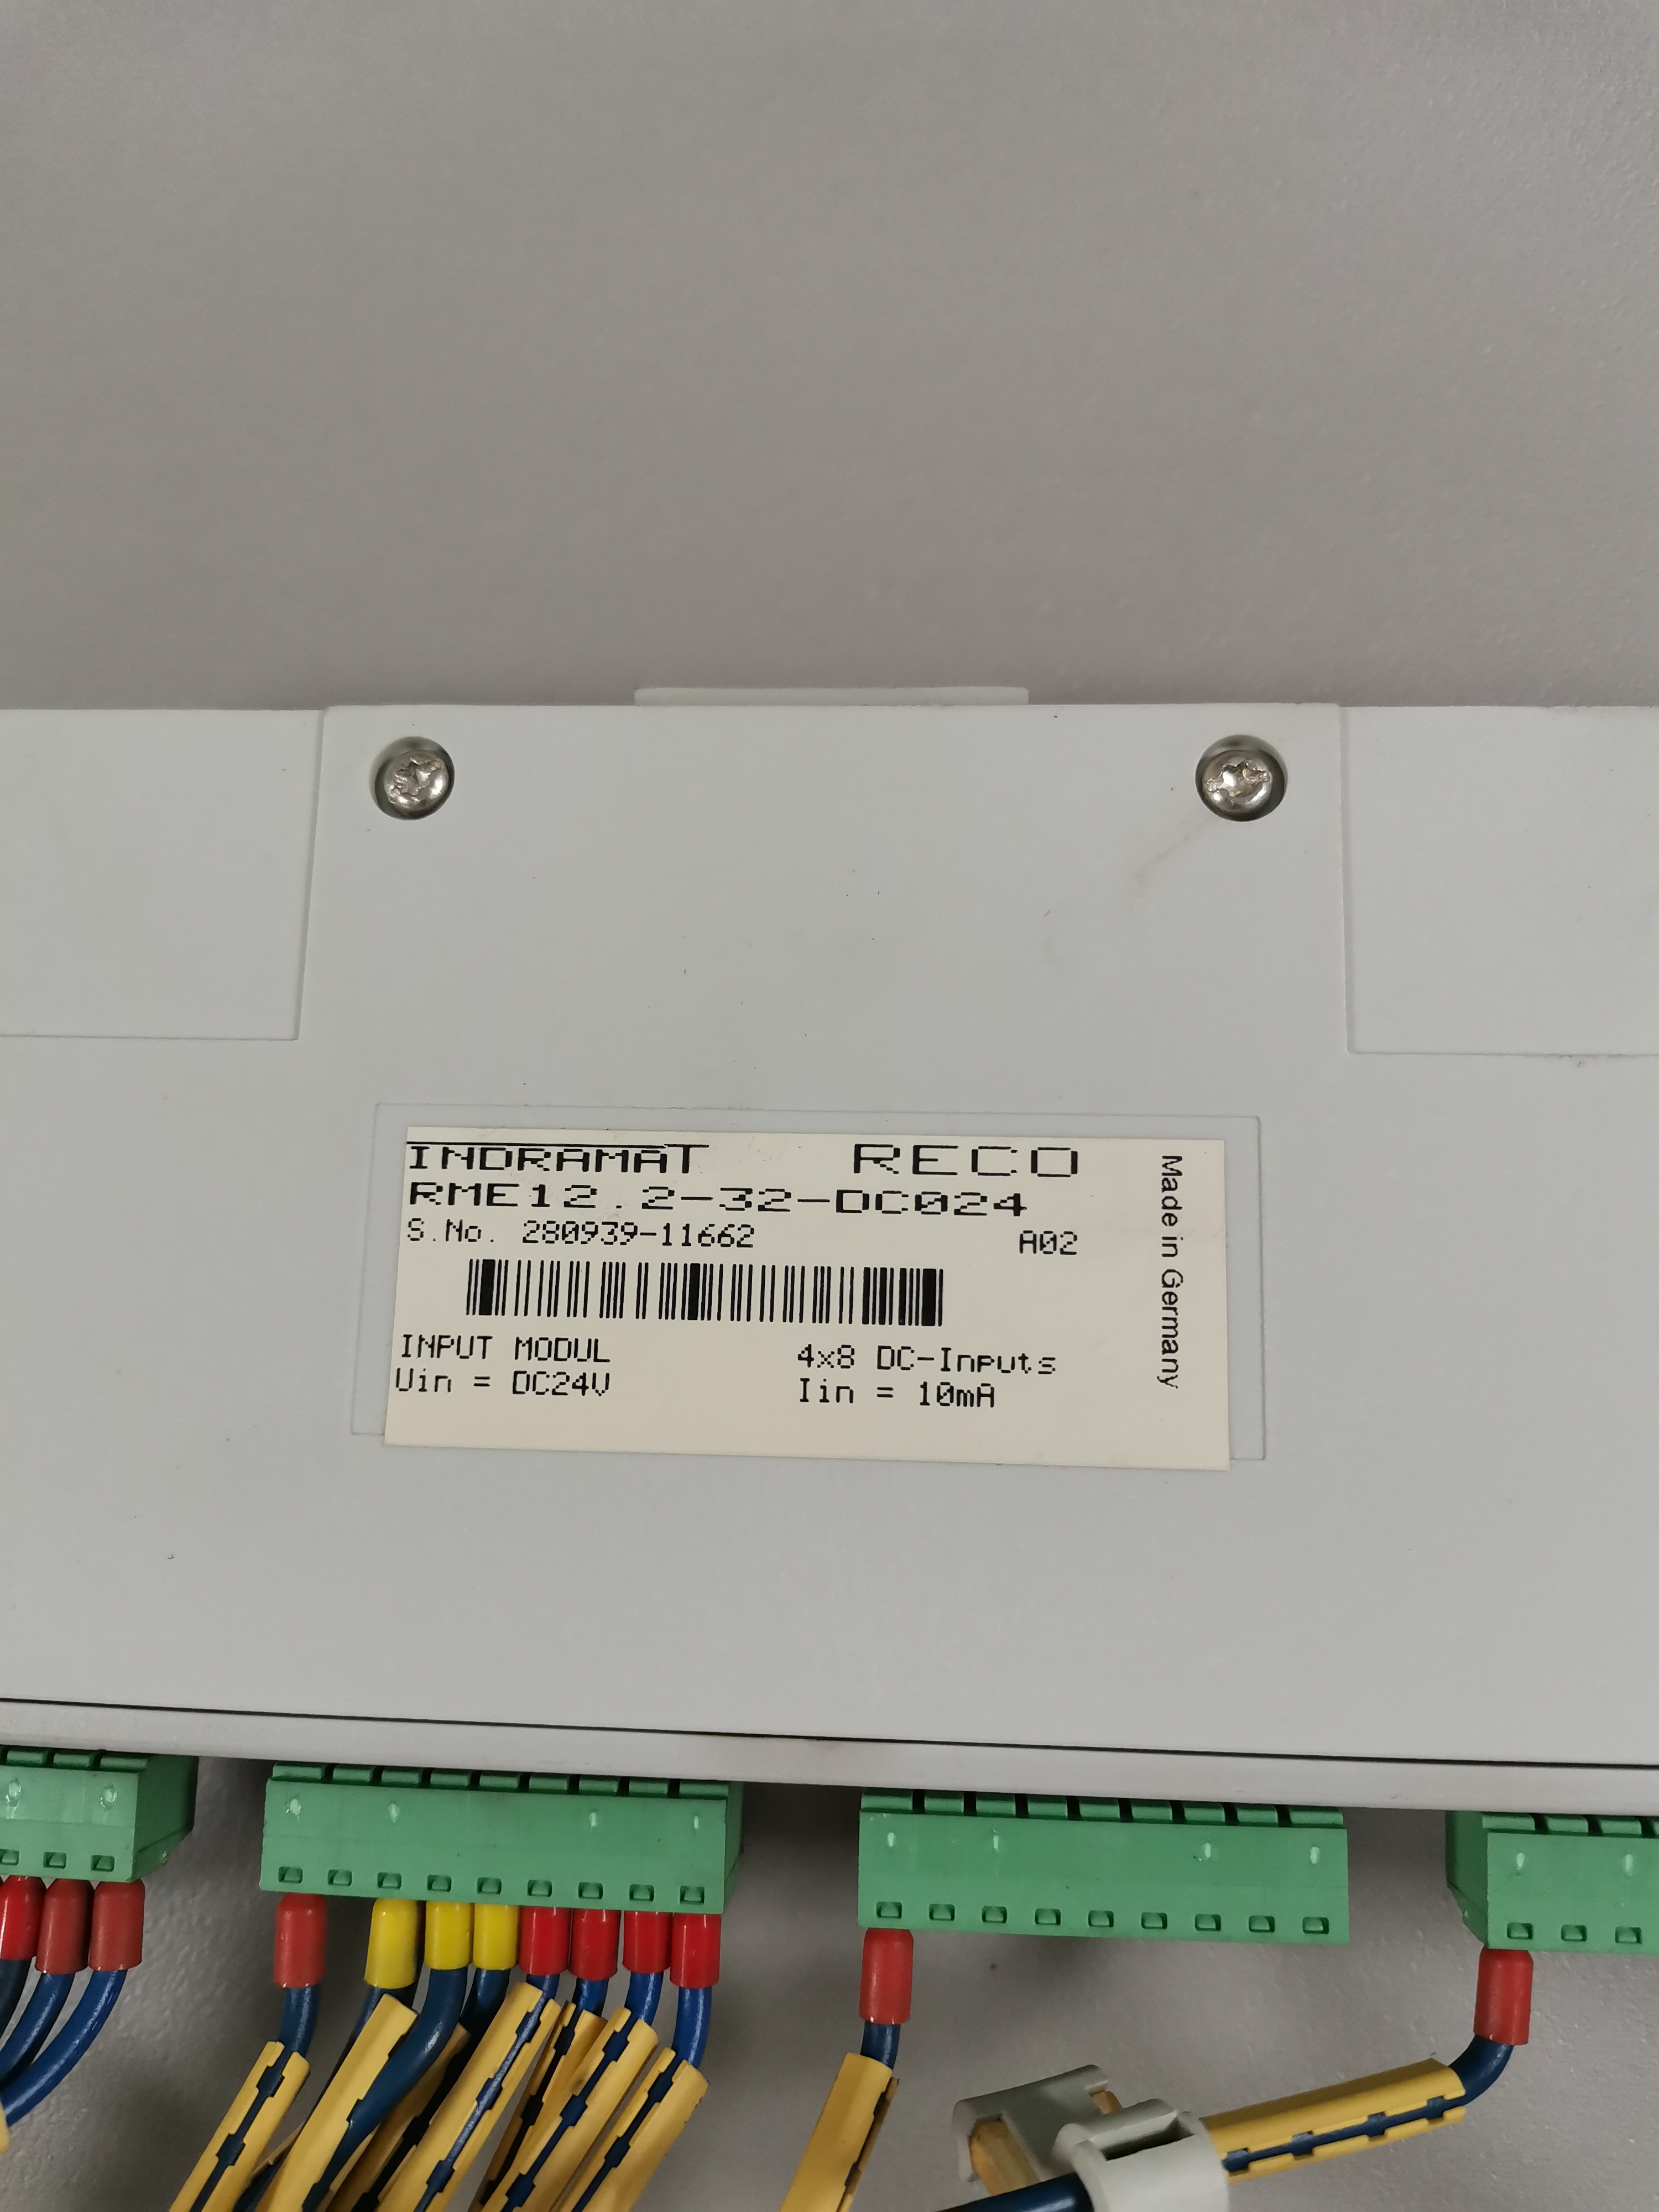 INDRAMAT RECO
RME12.2-32-DC024
S.No. 280939-11662 A02
INPUT MODUL 4x8 DC-Inputs
Uin = DC24V Iin = 10mA
Made in Germany